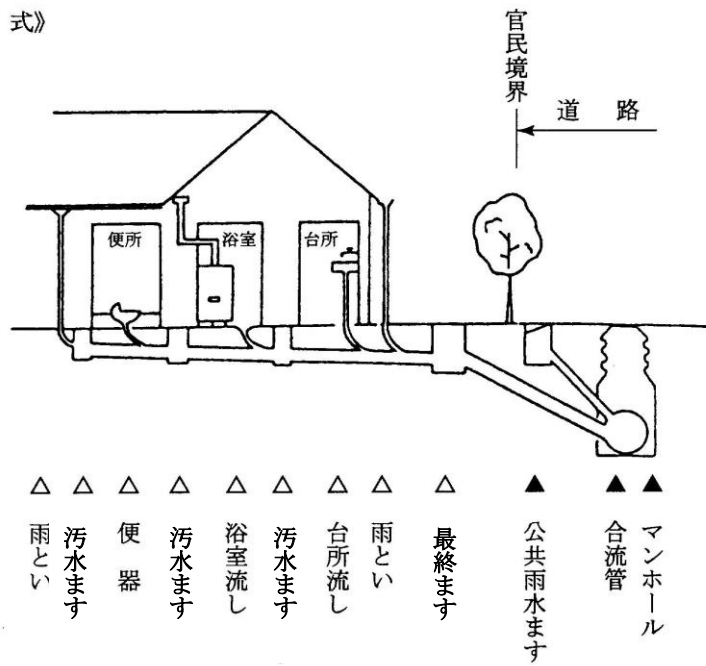 式》
官民境界
道路
便所
浴室
台所
△ △ △ △ △ △ △ △ △ ▲ ▲ ▲
雨とい
汚水ます
便器
汚水ます
浴室流し
汚水ます
台所流し
雨とい
最終ます
公共雨水ます
合流管
マンホール